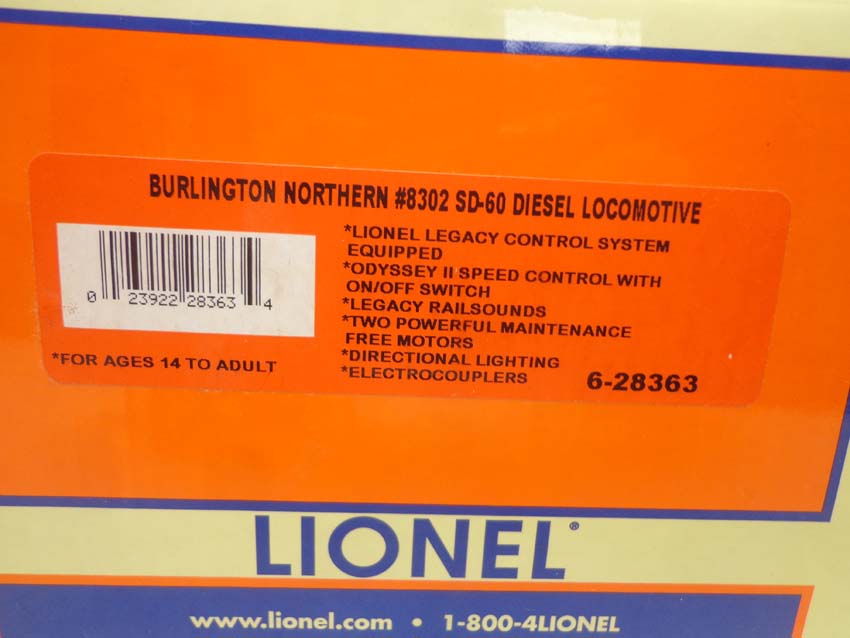 BURLINGTON NORTHERN #8302 SD-60 DIESEL LOCOMOTIVE
*LIONEL LEGACY CONTROL SYSTEM
EQUIPPED
*ODYSSEY II SPEED CONTROL WITH
ON/OFF SWITCH
*LEGACY RAILSOUNDS
*TWO POWERFUL MAINTENANCE
FREE MOTORS
*DIRECTIONAL LIGHTING
*ELECTROCOUPLERS
0 23922 28363 4
*FOR AGES 14 TO ADULT
6-28363
LIONEL®
www.lionel.com • 1-800-4LIONEL